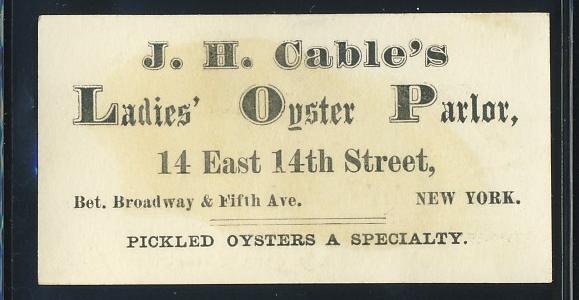 J. H. Cable's
Ladies' Oyster Parlor,
14 East 14th Street,
Bet. Broadway & Fifth Ave. NEW YORK.
PICKLED OYSTERS A SPECIALTY.